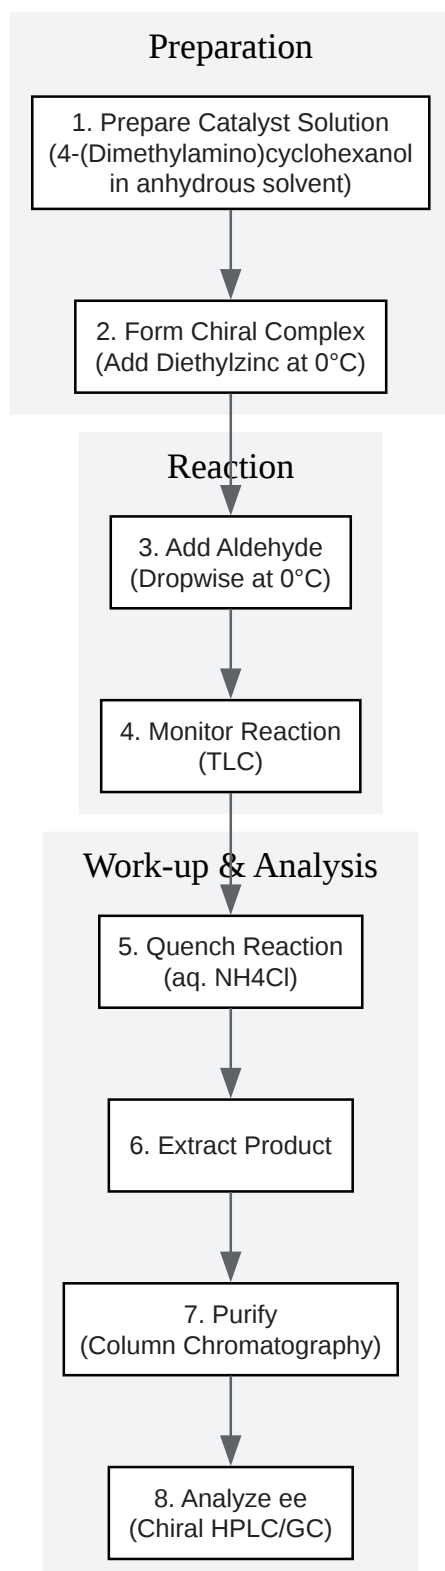 Preparation
1. Prepare Catalyst Solution
(4-(Dimethylamino)cyclohexanol
in anhydrous solvent)
2. Form Chiral Complex
(Add Diethylzinc at 0°C)
Reaction
3. Add Aldehyde
(Dropwise at 0°C)
4. Monitor Reaction
(TLC)
Work-up & Analysis
5. Quench Reaction
(aq. NH4Cl)
6. Extract Product
7. Purify
(Column Chromatography)
8. Analyze ee
(Chiral HPLC/GC)